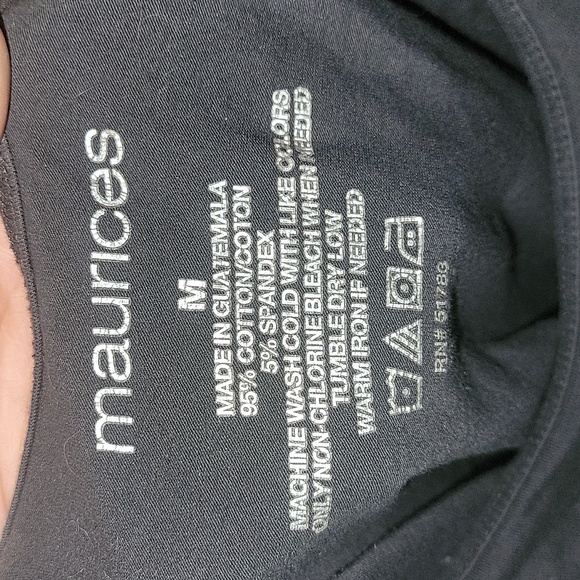 maurices
M
MADE IN GUATEMALA
95% COTTON/COTON
5% SPANDEX
MACHINE WASH COLD WITH LIKE COLORS
ONLY NON-CHLORINE BLEACH WHEN NEEDED
TUMBLE DRY LOW
WARM IRON IF NEEDED
RN# 51783